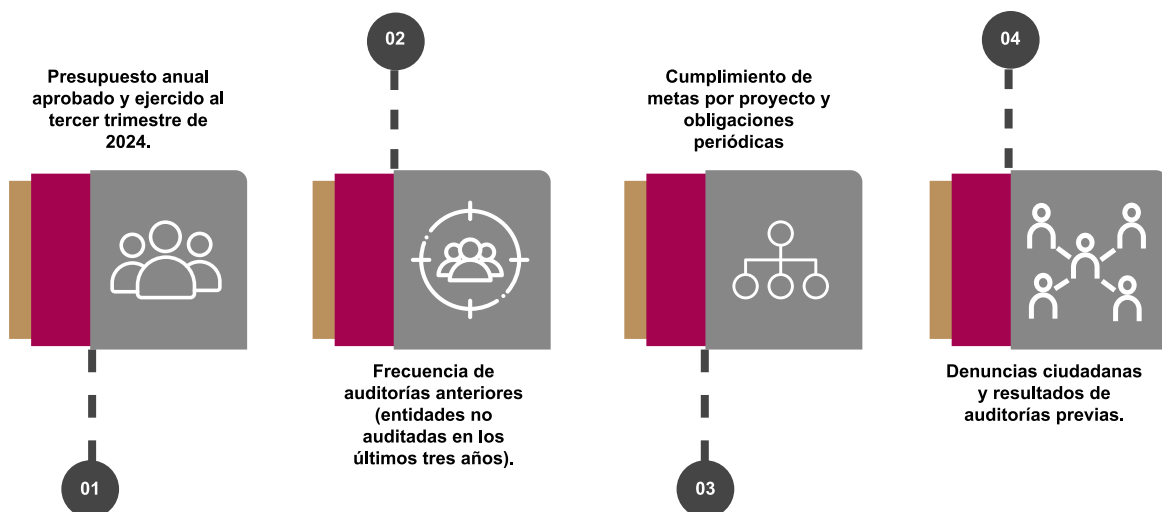 01
Presupuesto anual
aprobado y ejercido al
tercer trimestre de
2024.
02
Frecuencia de
auditorías anteriores
(entidades no
auditadas en los
últimos tres años).
03
Cumplimiento de
metas por proyecto y
obligaciones
periódicas
04
Denuncias ciudadanas
y resultados de
auditorías previas.